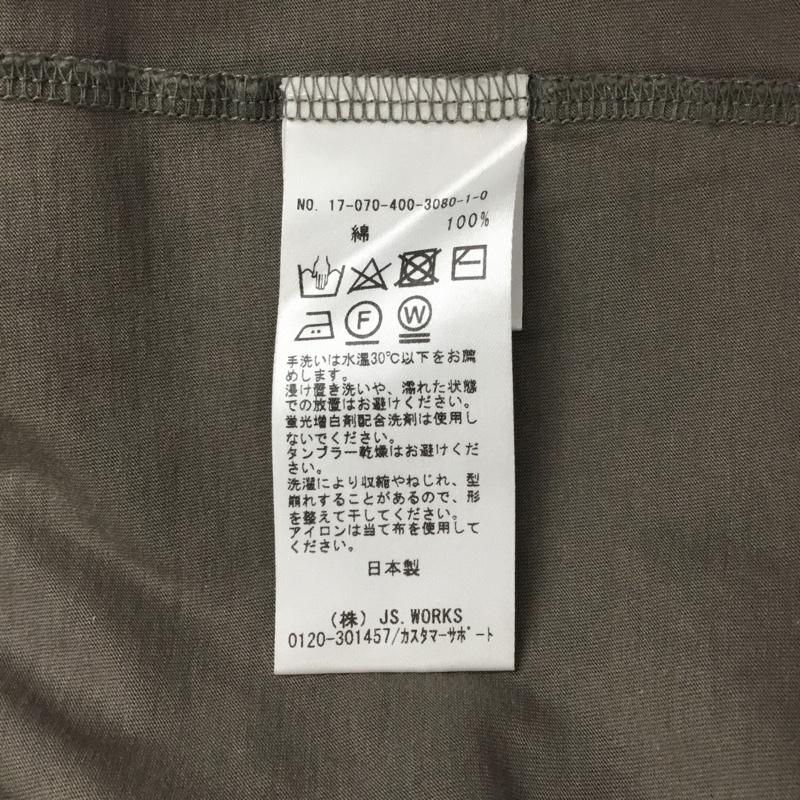 NO. 17-070-400-3080-1-0
綿 100%
F W
手洗いは水温30℃以下をお薦
めします。
浸け置き洗いや、濡れた状態
での放置はお避けください。
蛍光増白剤配合洗剤は使用し
ないでください。
タンブラー乾燥はお避けくだ
さい。
洗濯により収縮やねじれ、型
崩れすることがあるので、形
を整えて干してください。
アイロンは当て布を使用して
ください。
日本製
（株）JS.WORKS
0120-301457/ｶｽﾀﾏｰｻﾎﾟｰﾄ